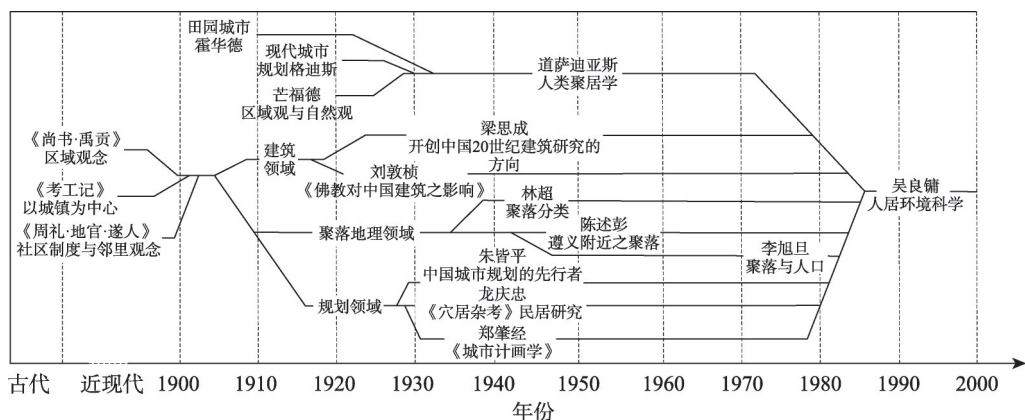 田园城市
霍华德
现代城市
规划格迪斯
芒福德
区域观与自然观
道萨迪亚斯
人类聚居学
《尚书·禹贡》
区域观念
《考工记》
以城镇为中心
《周礼·地官·遂人》
社区制度与邻里观念
建筑
领域
梁思成
开创中国20世纪建筑研究的
方向
刘敦桢
《佛教对中国建筑之影响》
聚落地理领域
林超
聚落分类
陈述彭
遵义附近之聚落
李旭旦
聚落与人口
规划领域
朱皆平
中国城市规划的先行者
龙庆忠
《穴居杂考》民居研究
郑肇经
《城市计画学》
吴良镛
人居环境科学
古代 近现代 1900 1910 1920 1930 1940 1950 1960 1970 1980 1990 2000
年份